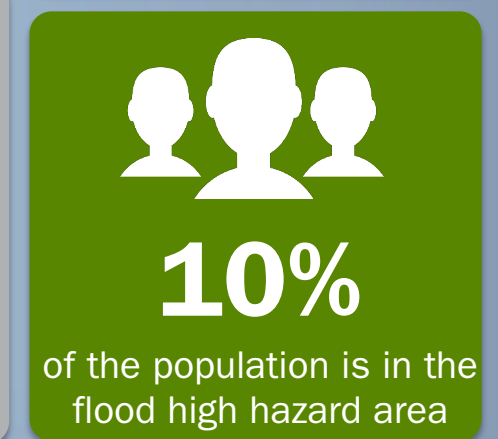 10%
of the population is in the
flood high hazard area